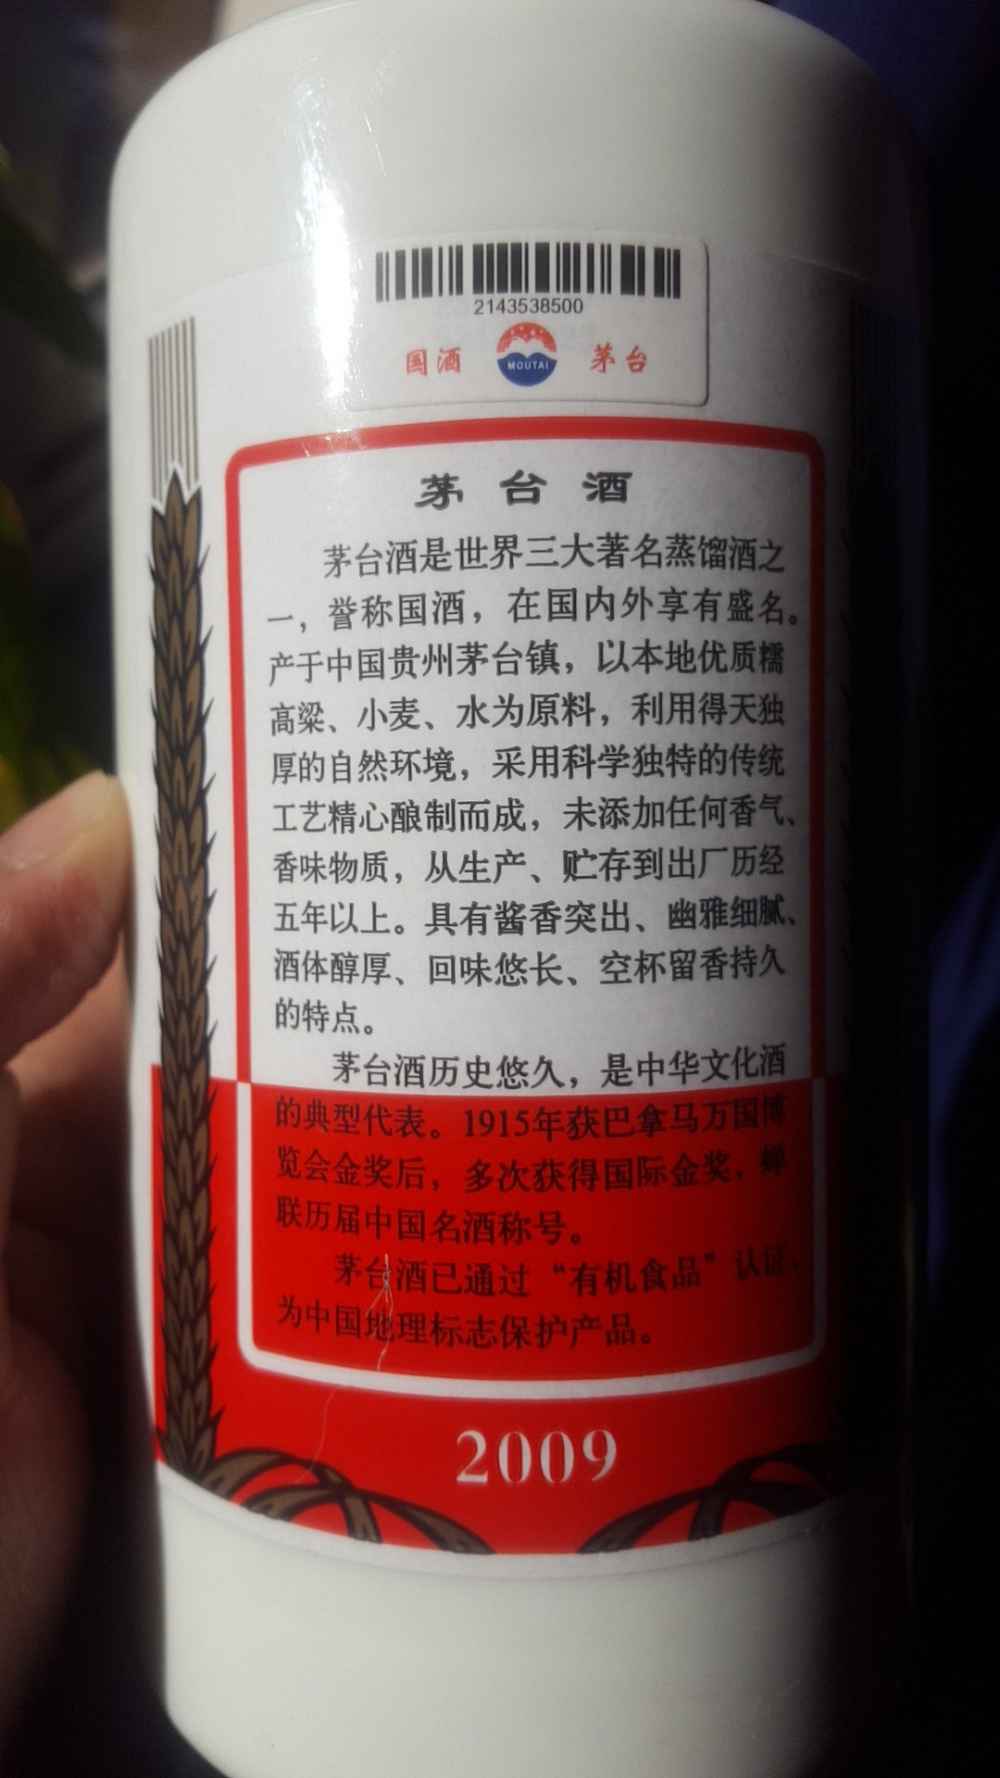 2143538500
国酒 MOUTAI 茅台
茅台酒
茅台酒是世界三大著名蒸馏酒之
一，誉称国酒，在国内外享有盛名。
产于中国贵州茅台镇，以本地优质糯
高粱、小麦、水为原料，利用得天独
厚的自然环境，采用科学独特的传统
工艺精心酿制而成，未添加任何香气、
香味物质，从生产、贮存到出厂历经
五年以上。具有酱香突出、幽雅细腻、
酒体醇厚、回味悠长、空杯留香持久
的特点。
茅台酒历史悠久，是中华文化酒
的典型代表。1915年获巴拿马万国博
览会金奖后，多次获得国际金奖，蝉
联历届中国名酒称号。
茅台酒已通过“有机食品”认证，
为中国地理标志保护产品。
2009